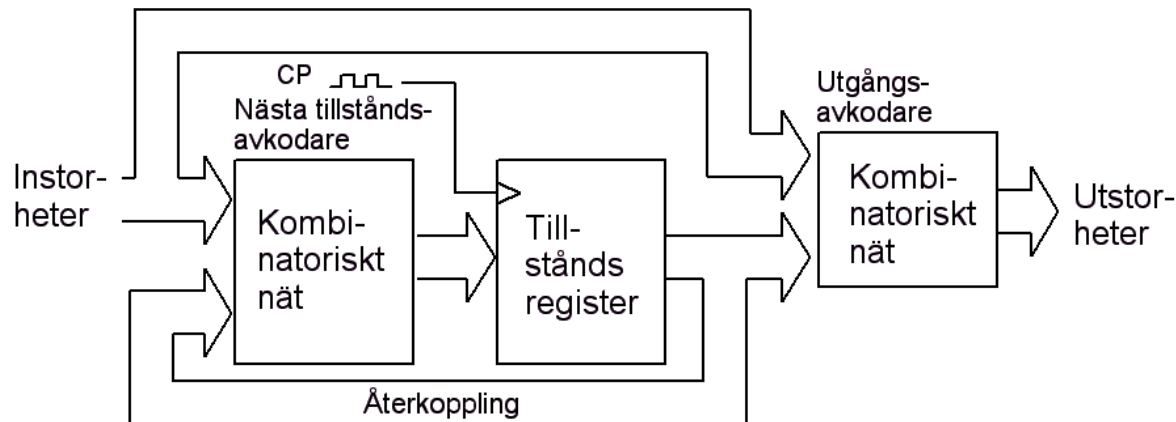 CP
Nästa tillstånds-
avkodare
Utgångs-
avkodare
Instor-
heter
Kombi-
natoriskt
nät
Till-
stånds
register
Kombi-
natoriskt
nät
Utstor-
heter
Återkoppling